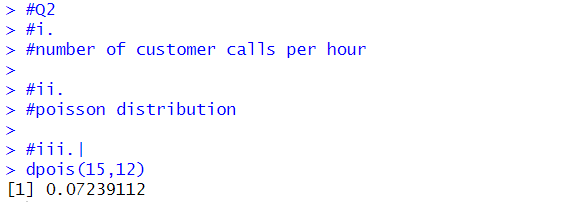 > #Q2
> #i.
> #number of customer calls per hour
>
> #ii.
> #poisson distribution
>
> #iii.|
> dpois(15,12)
[1] 0.07239112